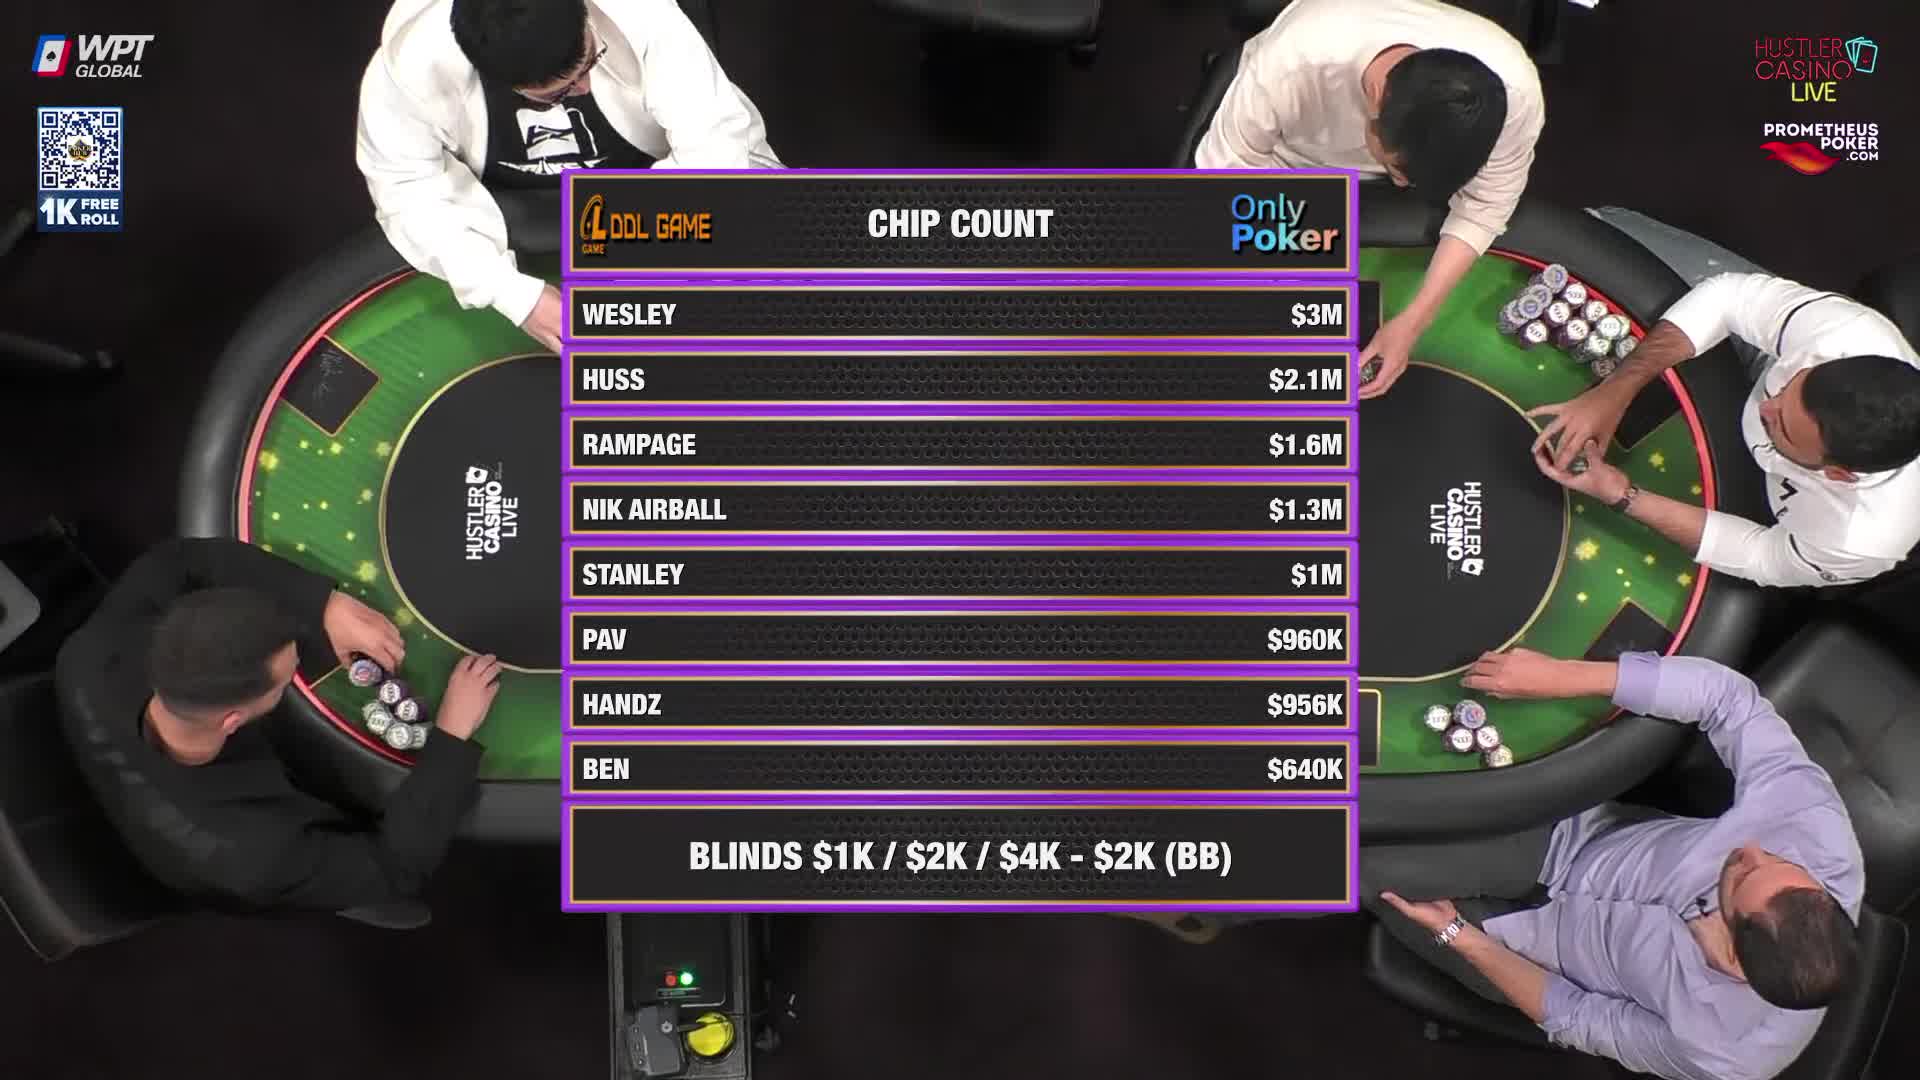 WPT
GLOBAL
1K FREE
ROLL
HUSTLER
CASINO
LIVE
PROMETHEUS
POKER
.COM
DDL GAME
GAME
CHIP COUNT
Only
Poker
WESLEY $3M
HUSS $2.1M
RAMPAGE $1.6M
NIK AIRBALL $1.3M
STANLEY $1M
PAV $960K
HANDZ $956K
BEN $640K
BLINDS $1K / $2K / $4K - $2K (BB)
HUSTLER
CASINO
LIVE
HUSTLER
CASINO
LIVE